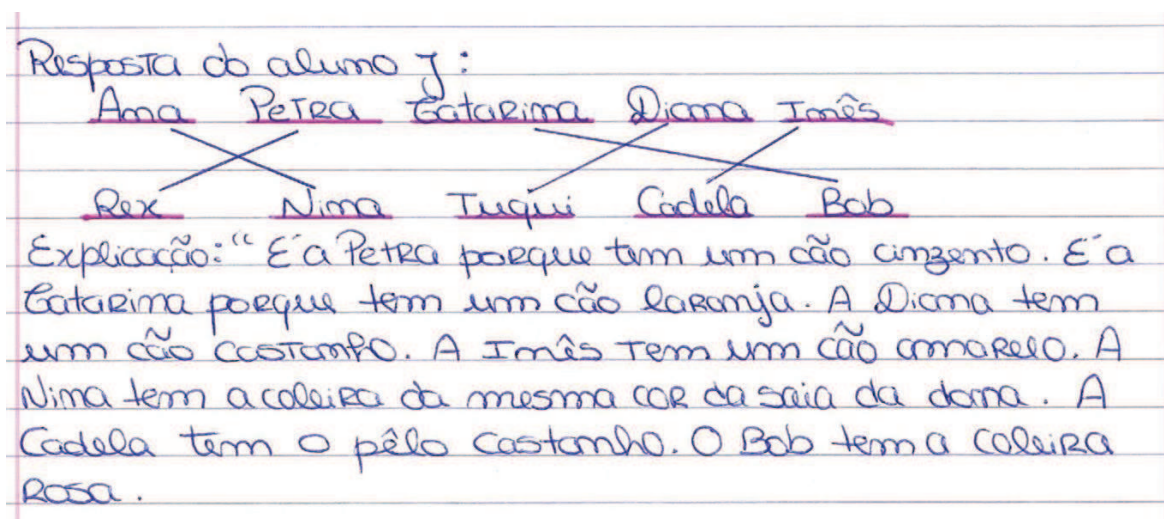 Resposta do aluno J:
Ana Petra Catarina Diana Inês
Rex Nina Tuqui Cadela Bob
Explicação: "É a Petra porque tem um cão cinzento. É a
Catarina porque tem um cão laranja. A Diana tem
um cão castanho. A Inês tem um cão amarelo. A
Nina tem a coleira da mesma cor da saia da dona. A
Cadela tem o pêlo castanho. O Bob tem a coleira
rosa.